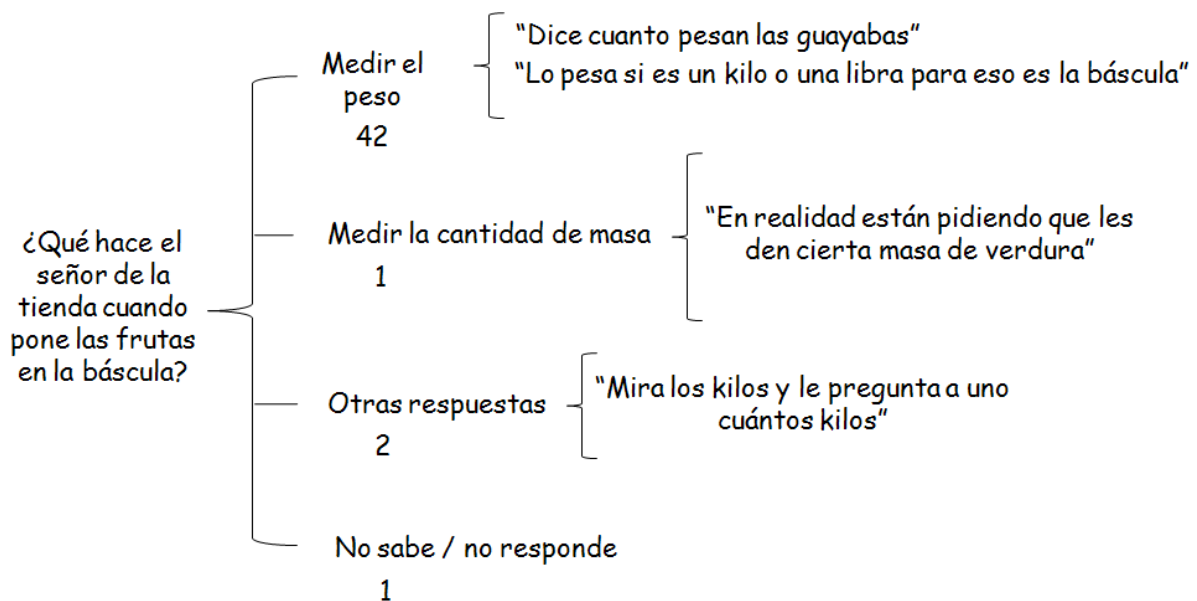 ¿Qué hace el
señor de la
tienda cuando
pone las frutas
en la báscula?
Medir el
peso
42
“Dice cuanto pesan las guayabas”
“Lo pesa si es un kilo o una libra para eso es la báscula”
Medir la cantidad de masa
1
“En realidad están pidiendo que les
den cierta masa de verdura”
Otras respuestas
2
“Mira los kilos y le pregunta a uno
cuántos kilos”
No sabe / no responde
1